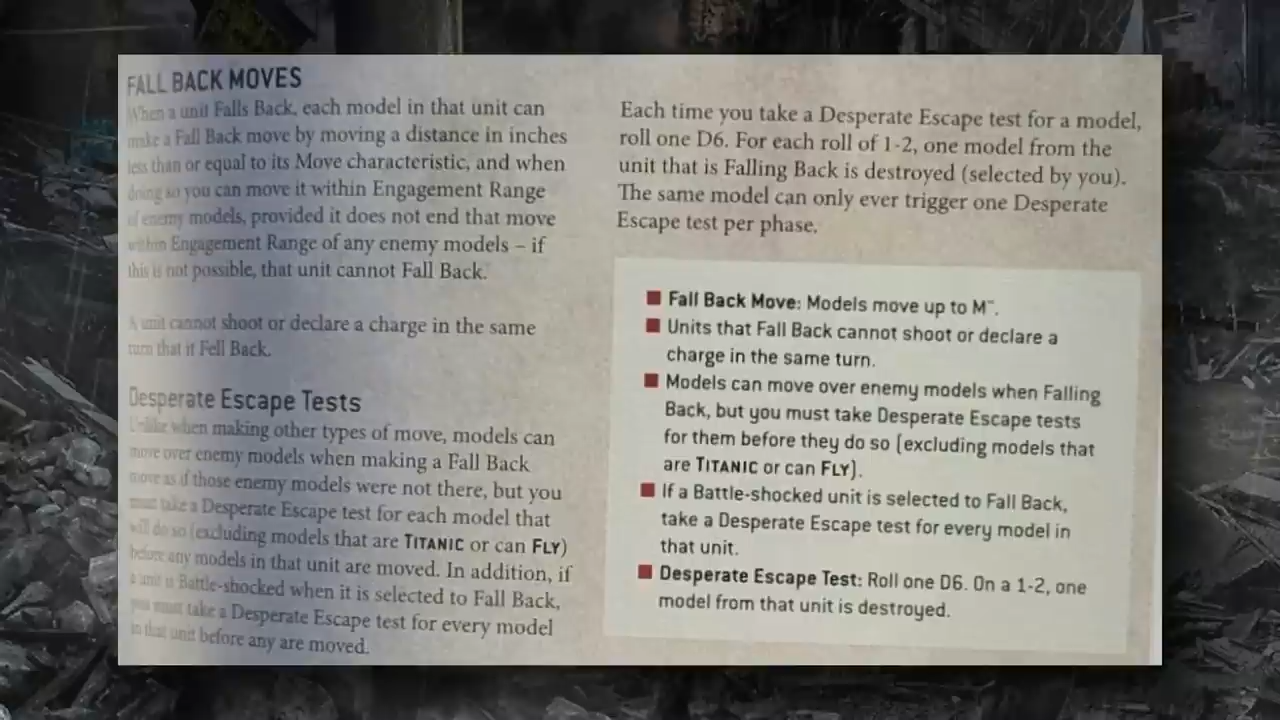 FALL BACK MOVES
When a unit Falls Back, each model in that unit can
make a Fall Back move by moving a distance in inches
less than or equal to its Move characteristic, and when
doing so you can move it within Engagement Range
of enemy models, provided it does not end that move
within Engagement Range of any enemy models – if
this is not possible, that unit cannot Fall Back.
A unit cannot shoot or declare a charge in the same
turn that it Fell Back.
Desperate Escape Tests
Unlike when making other types of move, models can
move over enemy models when making a Fall Back
move as if those enemy models were not there, but you
must take a Desperate Escape test for each model that
will do so (excluding models that are TITANIC or can FLY)
before any models in that unit are moved. In addition, if
a unit is Battle-shocked when it is selected to Fall Back,
you must take a Desperate Escape test for every model
in that unit before any are moved.
Each time you take a Desperate Escape test for a model,
roll one D6. For each roll of 1-2, one model from the
unit that is Falling Back is destroyed (selected by you).
The same model can only ever trigger one Desperate
Escape test per phase.
■ Fall Back Move: Models move up to M".
■ Units that Fall Back cannot shoot or declare a
charge in the same turn.
■ Models can move over enemy models when Falling
Back, but you must take Desperate Escape tests
for them before they do so (excluding models that
are TITANIC or can FLY).
■ If a Battle-shocked unit is selected to Fall Back,
take a Desperate Escape test for every model in
that unit.
■ Desperate Escape Test: Roll one D6. On a 1-2, one
model from that unit is destroyed.